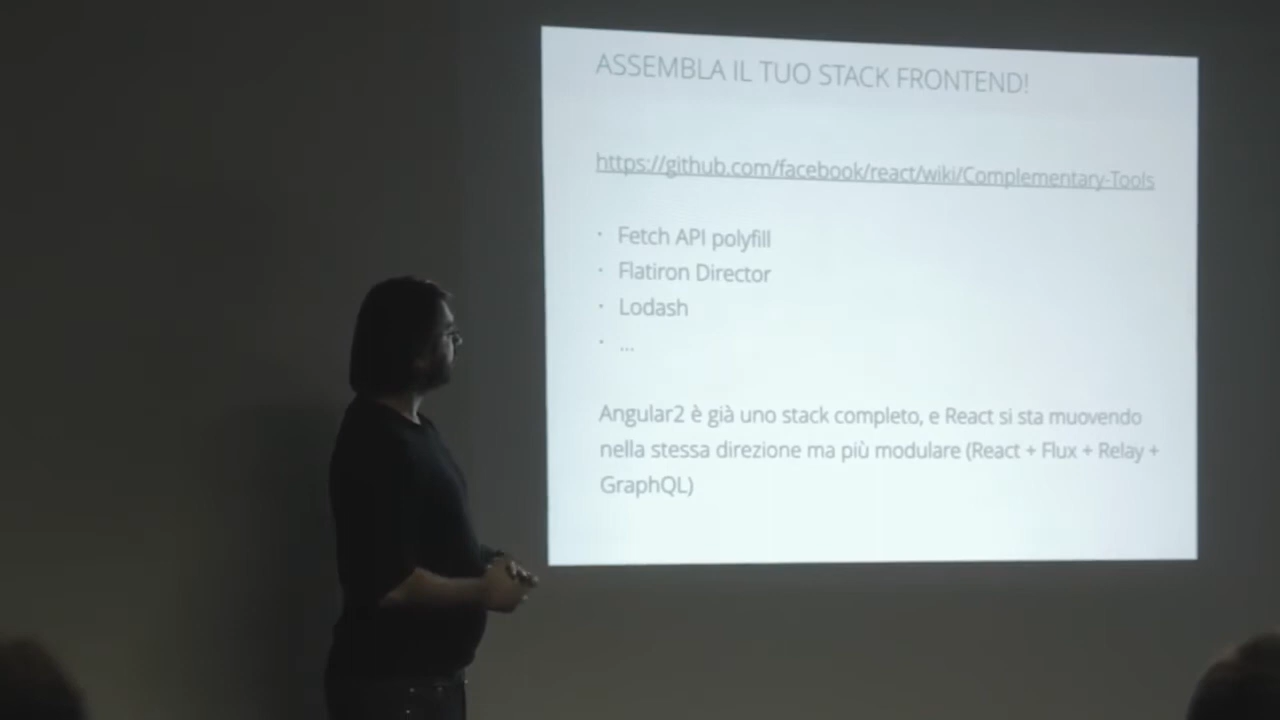 ASSEMBLA IL TUO STACK FRONTEND!
https://github.com/facebook/react/wiki/Complementary-Tools
· Fetch API polyfill
· Flatiron Director
· Lodash
· ...
Angular2 è già uno stack completo, e React si sta muovendo
nella stessa direzione ma più modulare (React + Flux + Relay +
GraphQL)